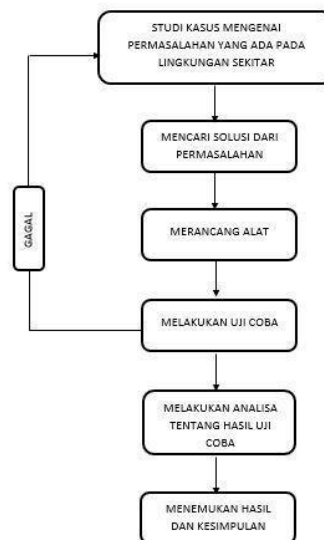 STUDI KASUS MENGENAI
PERMASALAHAN YANG ADA PADA
LINGKUNGAN SEKITAR
MENCARI SOLUSI DARI
PERMASALAHAN
GAGAL
MERANCANG ALAT
MELAKUKAN UJI COBA
MELAKUKAN ANALISA
TENTANG HASIL UJI
COBA
MENEMUKAN HASIL
DAN KESIMPULAN